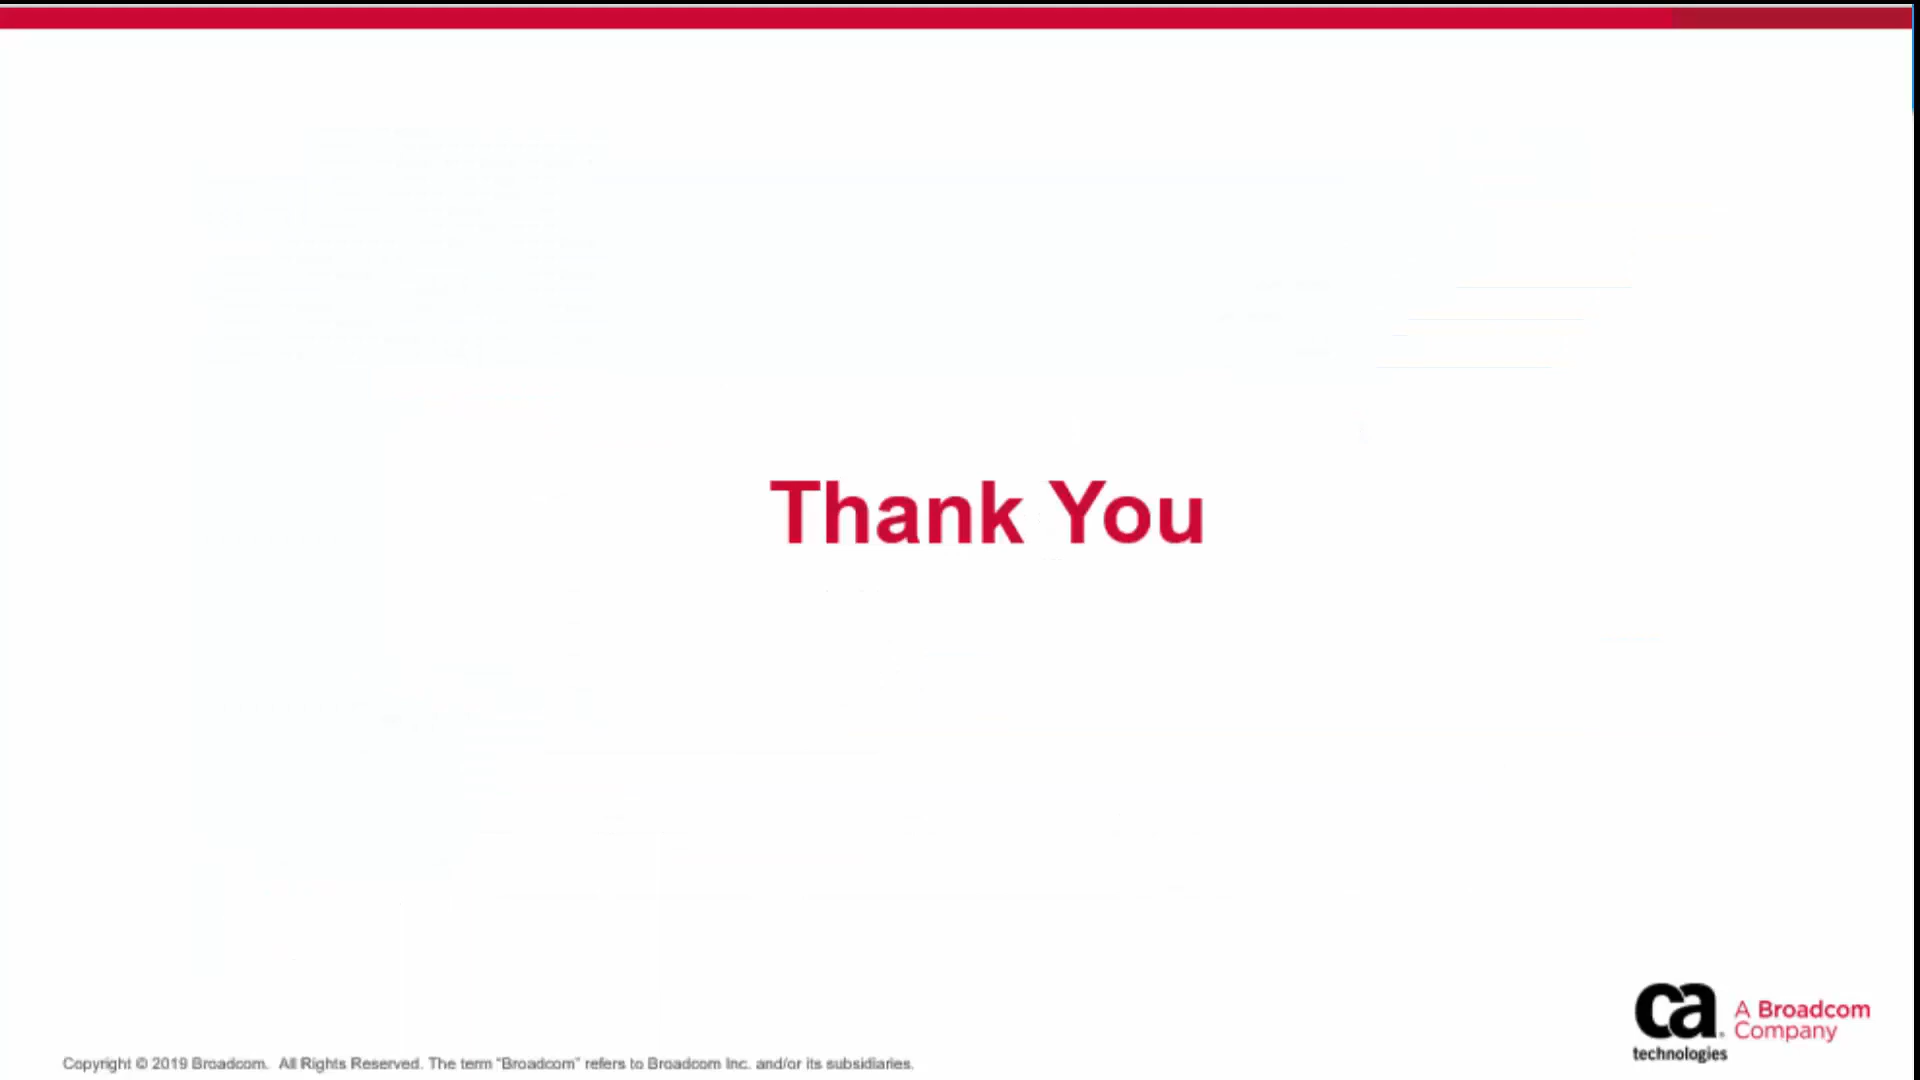 Thank You
ca technologies
A Broadcom
Company
Copyright © 2019 Broadcom.  All Rights Reserved. The term “Broadcom” refers to Broadcom Inc. and/or its subsidiaries.